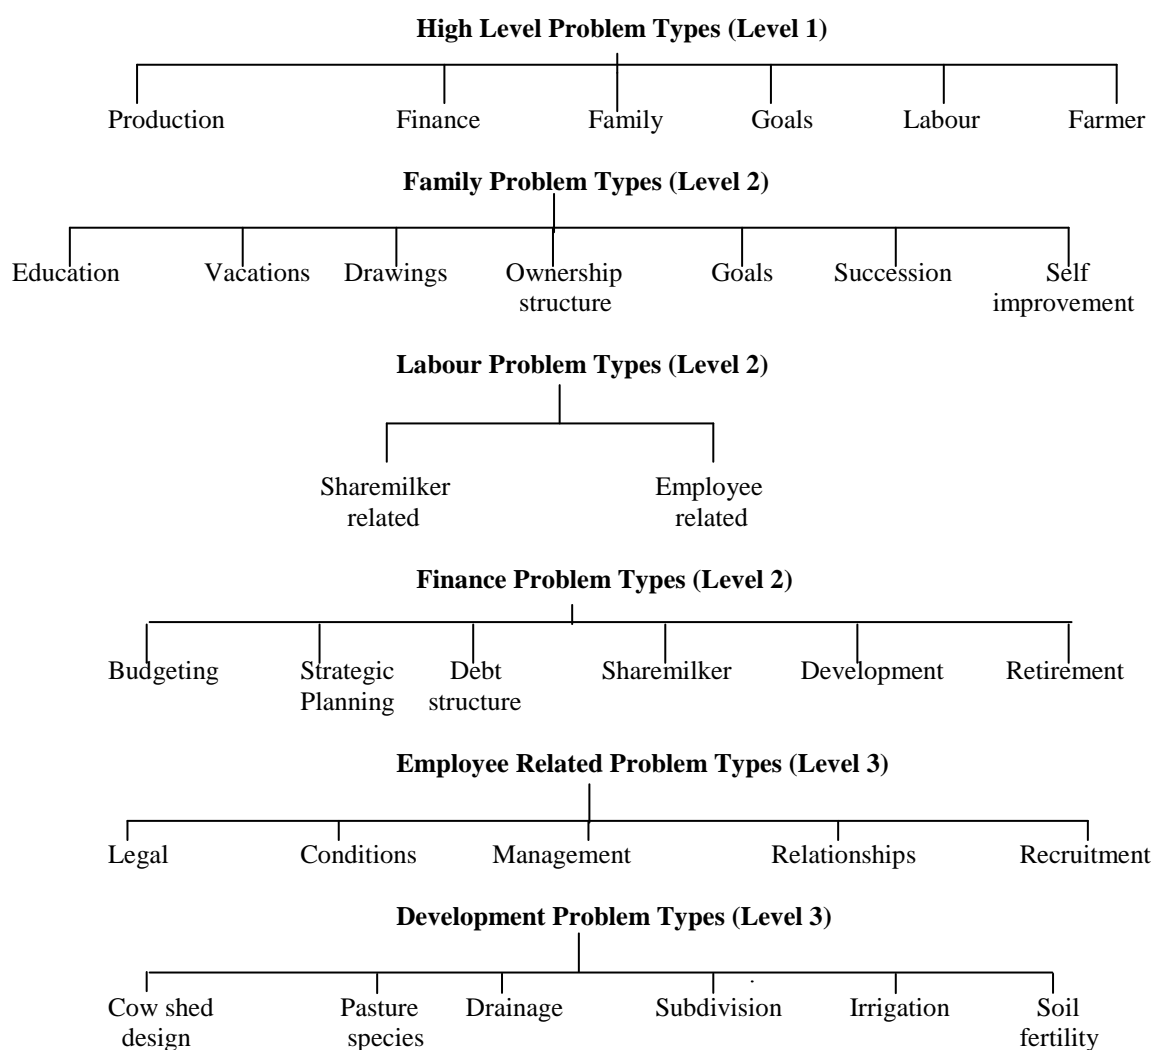 High Level Problem Types (Level 1)
Production Finance Family Goals Labour Farmer
Family Problem Types (Level 2)
Education Vacations Drawings Ownership Goals Succession Self
structure improvement
Labour Problem Types (Level 2)
Sharemilker Employee
related related
Finance Problem Types (Level 2)
Budgeting Strategic Debt Sharemilker Development Retirement
Planning structure
Employee Related Problem Types (Level 3)
Legal Conditions Management Relationships Recruitment
Development Problem Types (Level 3)
Cow shed Pasture Drainage Subdivision Irrigation Soil
design species fertility